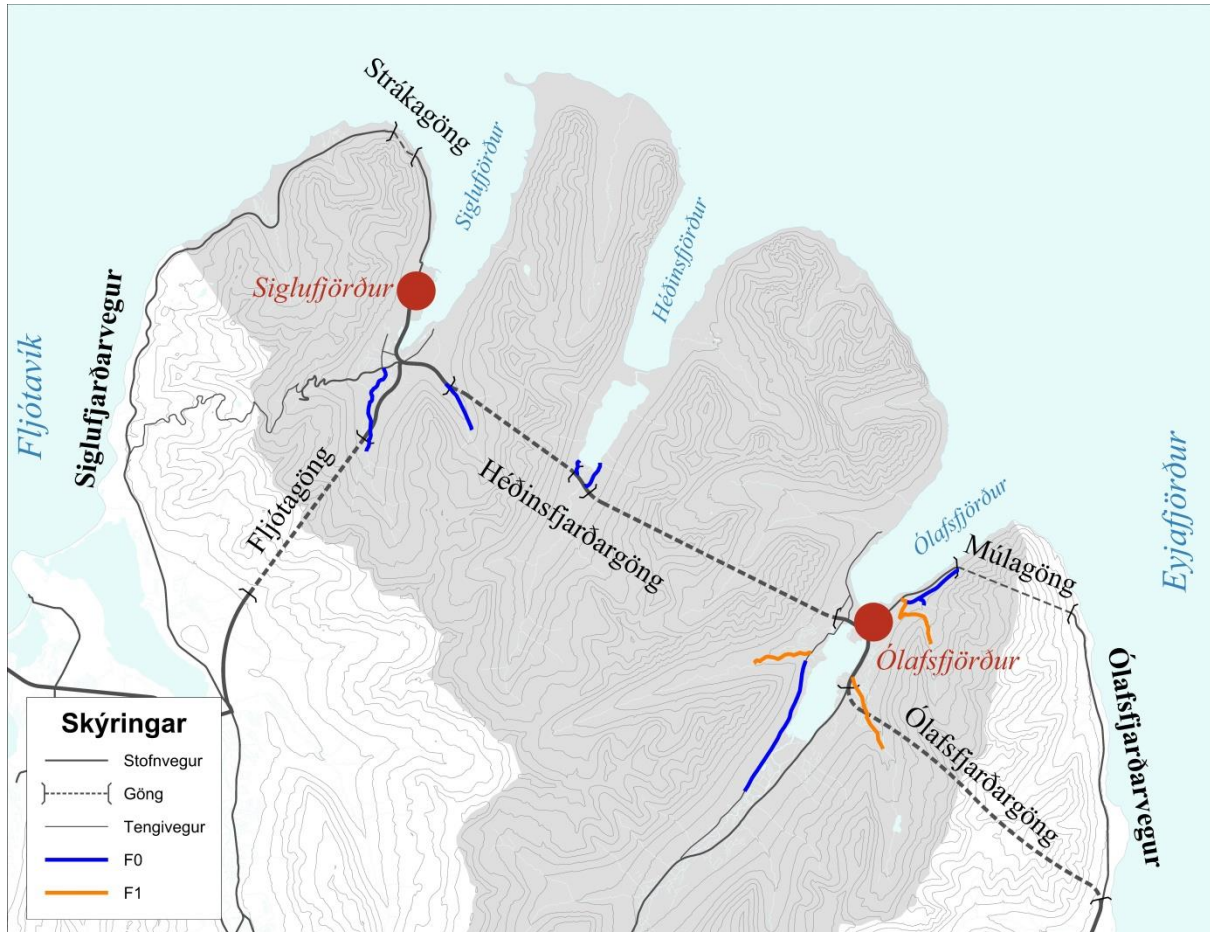 Strákagöng
Siglufjörður
Héðinsfjörður
Siglufjörður
Siglufjarðarvegur
Fljótavík
Eyjafjörður
Fljótagöng
Héðinsfjarðargöng
Ólafsfjörður
Múlagöng
Ólafsfjörður
Ólafsfjarðarvegur
Ólafsfjarðargöng
Skýringar
Stofnvegur
Göng
Tengivegur
F0
F1